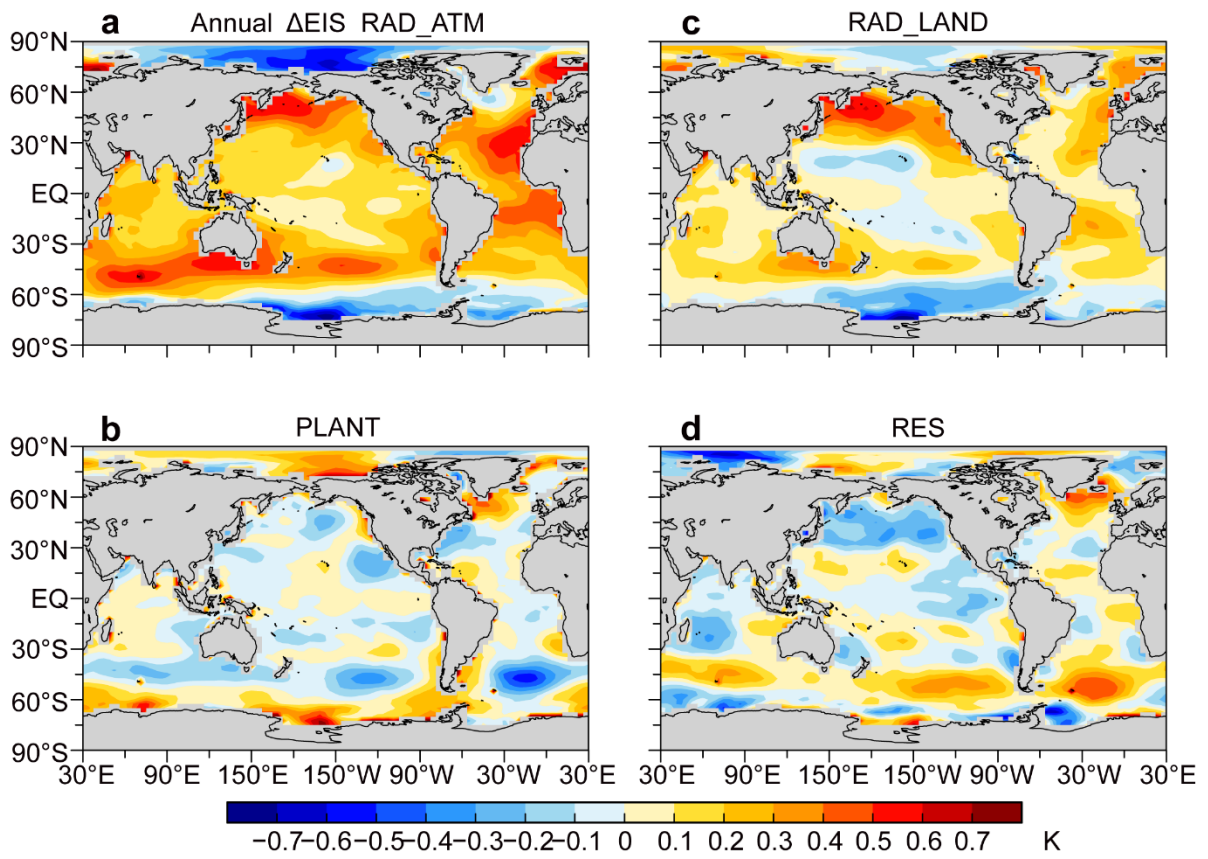 a Annual ΔEIS RAD_ATM
90°N
60°N
30°N
EQ
30°S
60°S
90°S
c RAD_LAND
b PLANT
90°N
60°N
30°N
EQ
30°S
60°S
90°S
30°E 90°E 150°E 150°W 90°W 30°W 30°E
d RES
30°E 90°E 150°E 150°W 90°W 30°W 30°E
−0.7 −0.6 −0.5 −0.4 −0.3 −0.2 −0.1 0 0.1 0.2 0.3 0.4 0.5 0.6 0.7 K